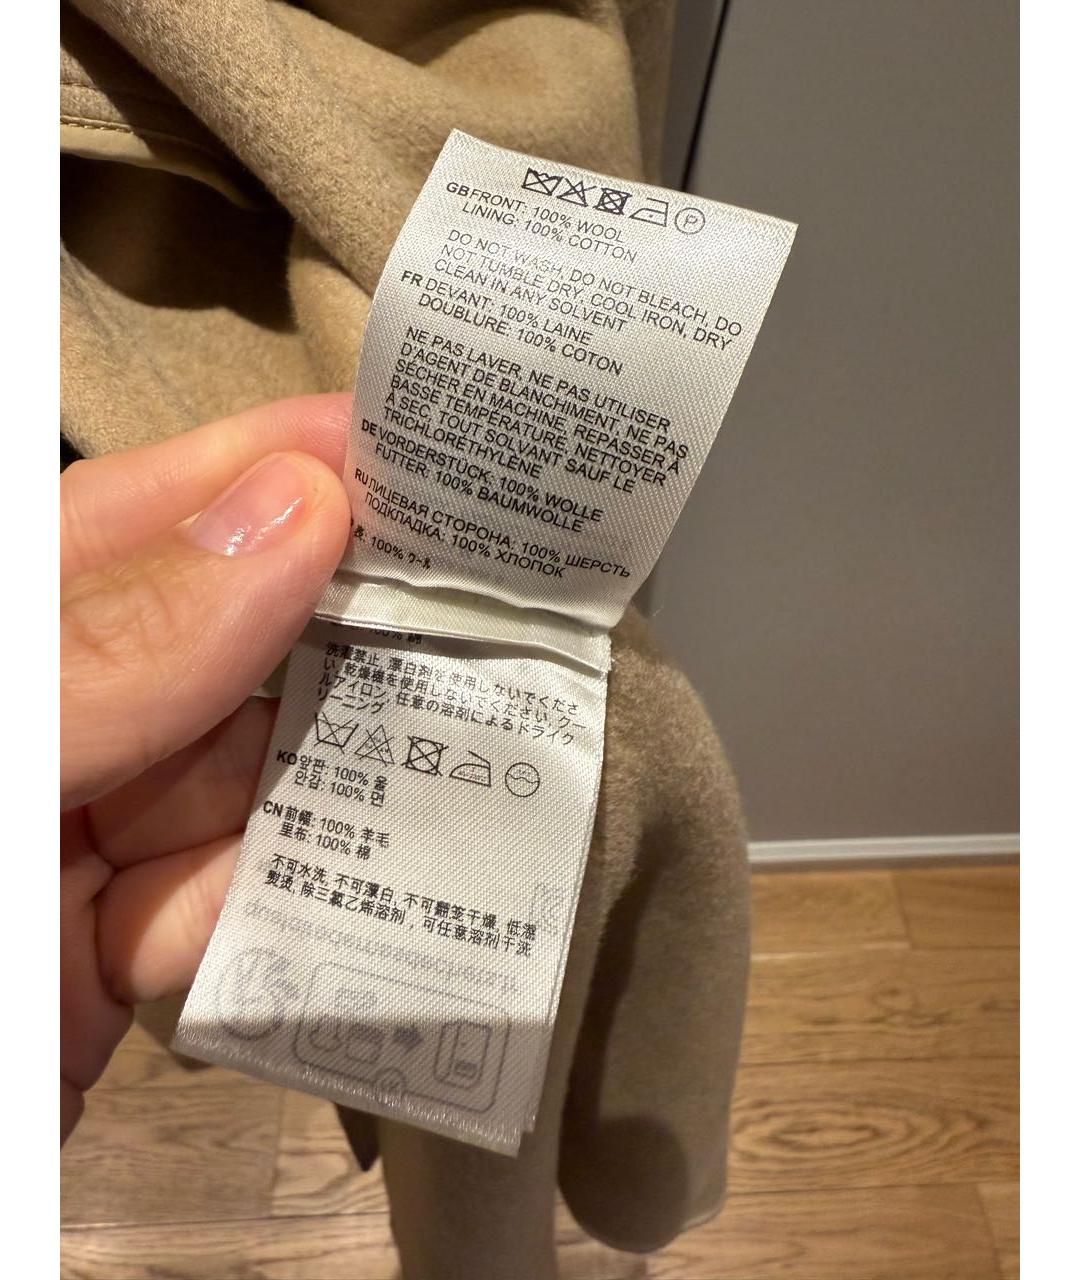 GB FRONT: 100% WOOL
LINING: 100% COTTON
DO NOT WASH, DO NOT BLEACH, DO
NOT TUMBLE DRY, COOL IRON, DRY
CLEAN IN ANY SOLVENT
FR DEVANT: 100% LAINE
DOUBLURE: 100% COTON
NE PAS LAVER, NE PAS UTILISER
D'AGENT DE BLANCHIMENT, NE PAS
SÉCHER EN MACHINE, REPASSER À
BASSE TEMPÉRATURE, NETTOYER
À SEC, TOUT SOLVANT SAUF LE
TRICHLORÉTHYLÈNE
DE VORDERSTÜCK: 100% WOLLE
FUTTER: 100% BAUMWOLLE
RU ЛИЦЕВАЯ СТОРОНА: 100% ШЕРСТЬ
ПОДКЛАДКА: 100% ХЛОПОК
表: 100% ウール
100% 綿
洗濯禁止, 漂白剤を使用しないでくださ
い, 乾燥機を使用しないでください, クー
ルアイロン, 任意の溶剤によるドライク
リーニング
KO 앞판: 100% 울
안감: 100% 면
CN 前幅: 100% 羊毛
里布: 100% 棉
不可水洗, 不可漂白, 不可翻笼干燥, 低温
熨烫, 除三氯乙烯溶剂, 可任意溶剂干洗